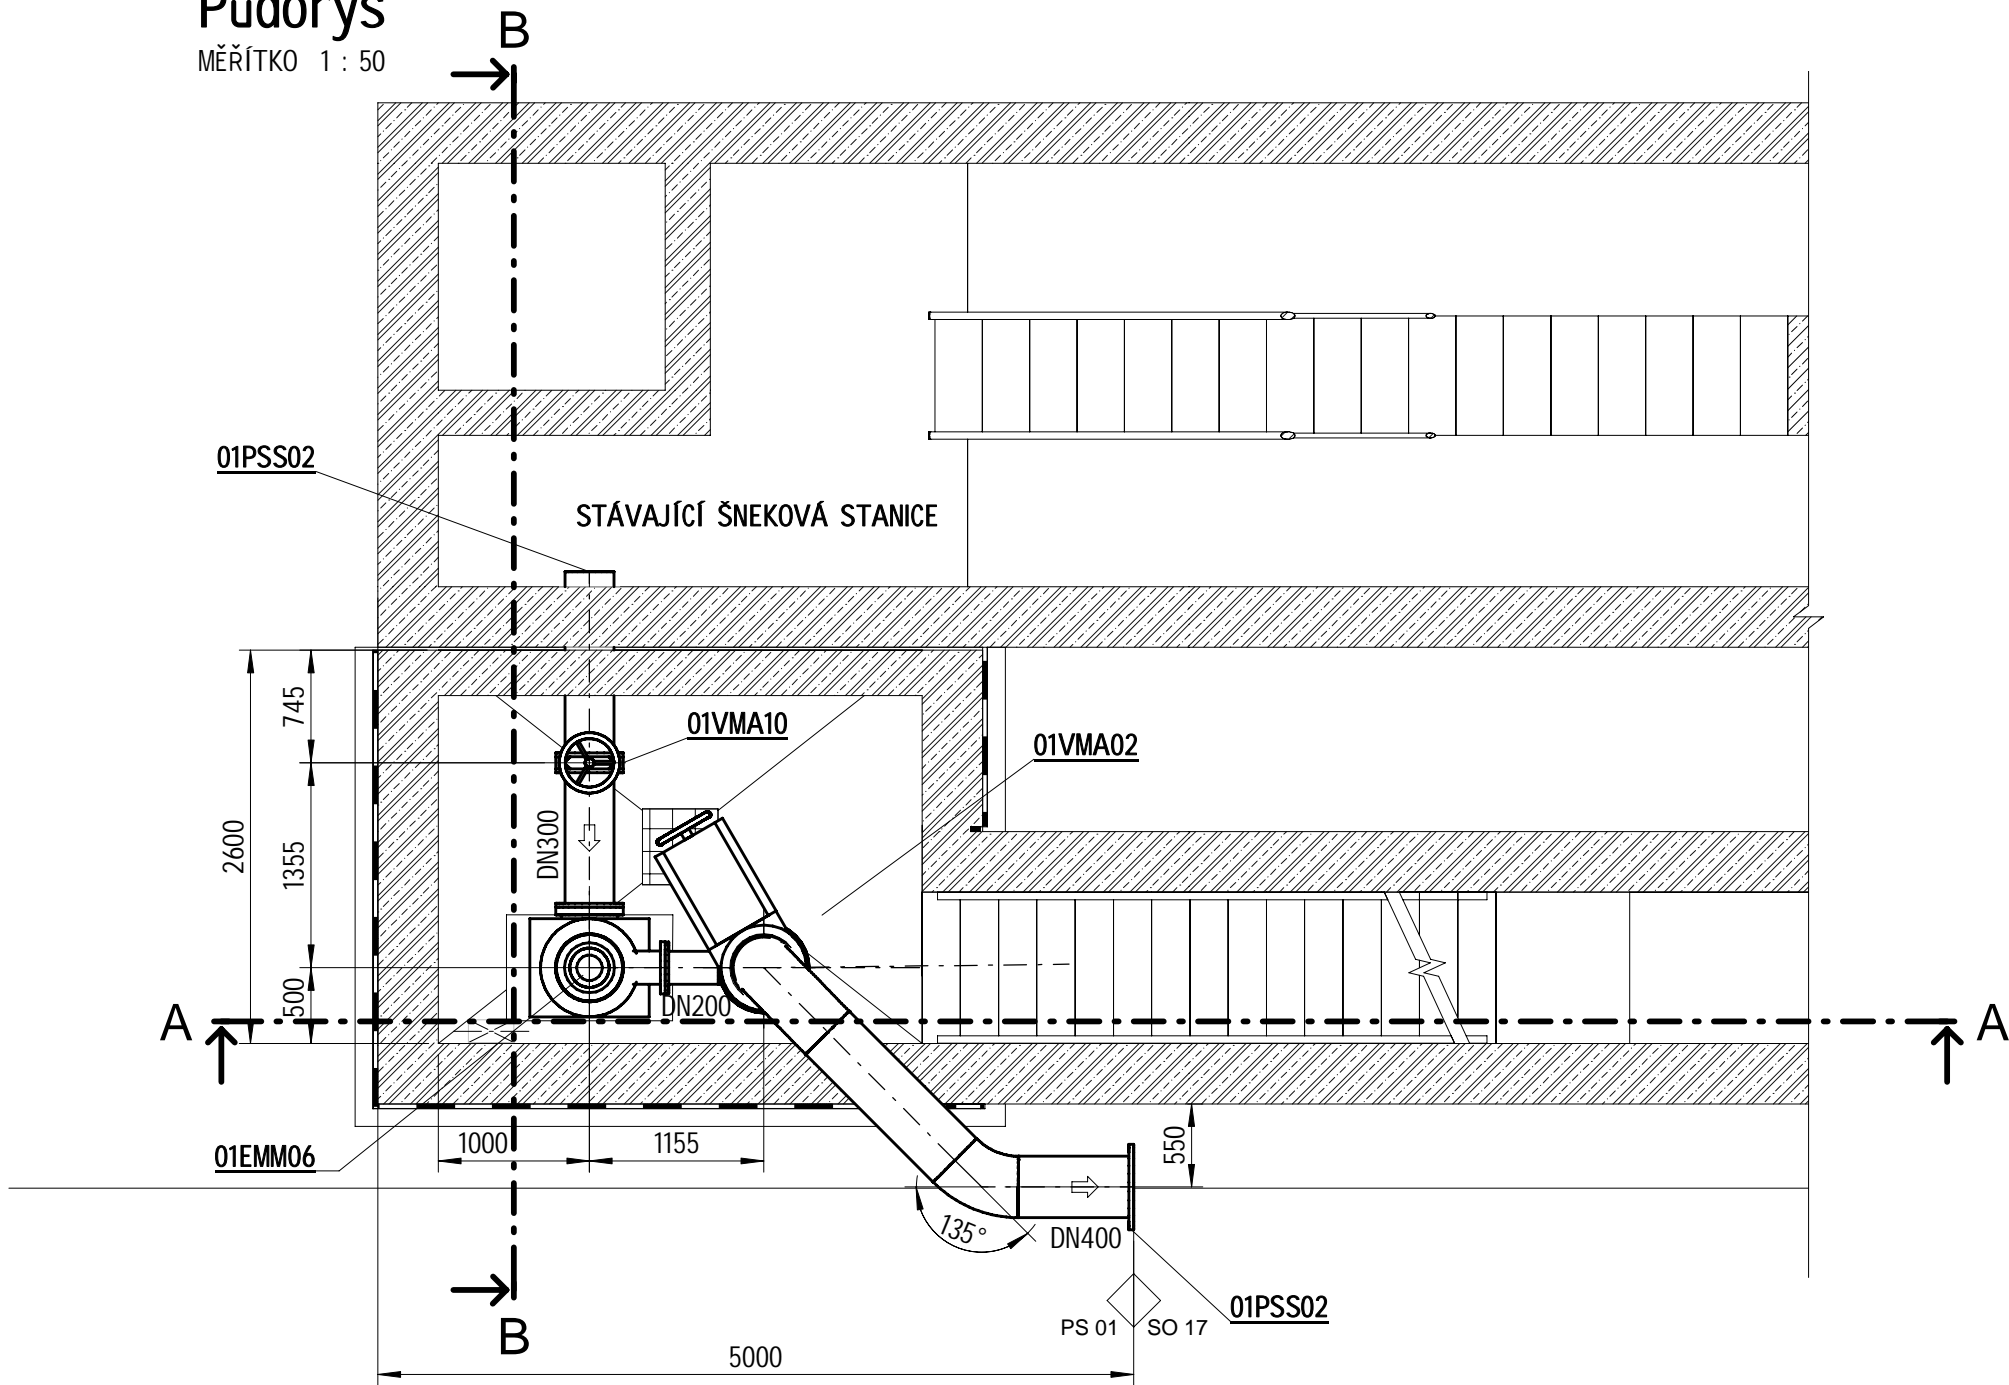 Půdorys
MĚŘÍTKO 1 : 50
B
01PSS02
STÁVAJÍCÍ ŠNEKOVÁ STANICE
745
01VMA10
01VMA02
2600
1355
DN300
500
DN200
A
A
1000
1155
550
01EMM06
135°
DN400
01PSS02
PS 01
SO 17
B
5000